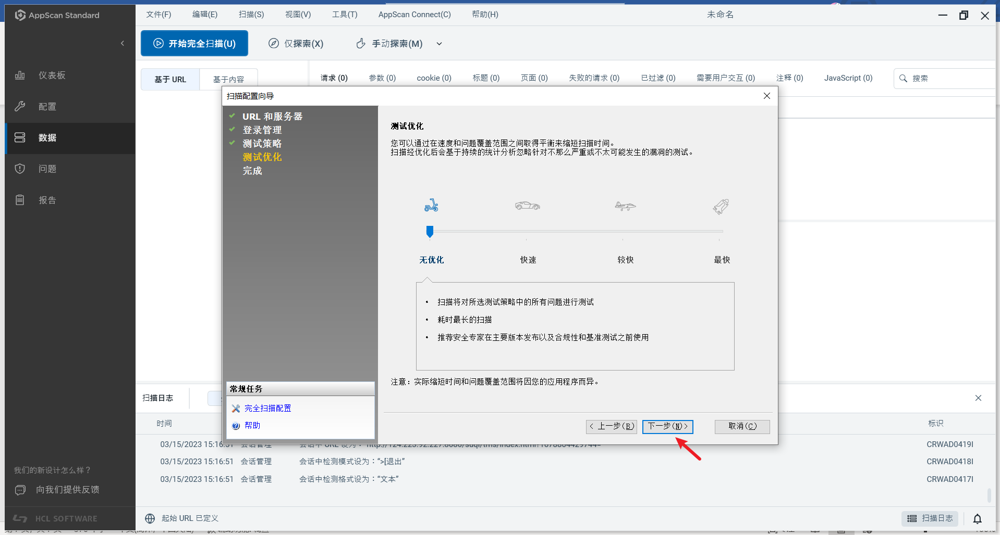 AppScan Standard
文件(F) 编辑(E) 扫描(S) 视图(V) 工具(T) AppScan Connect(C) 帮助(H) 未命名
开始完全扫描(U) 仅探索(X) 手动探索(M)
仪表板
配置
数据
问题
报告
基于 URL 基于内容
请求 (0) 参数 (0) cookie (0) 标题 (0) 页面 (0) 失败的请求 (0) 已过滤 (0) 需要用户交互 (0) 注释 (0) JavaScript (0) 搜索
扫描配置向导
URL 和服务器
登录管理
测试策略
测试优化
完成
测试优化
您可以通过在速度和问题覆盖范围之间取得平衡来缩短扫描时间。
扫描经优化后会基于持续的统计分析忽略针对不那么严重或不太可能发生的漏洞的测试。
无优化 快速 较快 最快
• 扫描将对所选测试策略中的所有问题进行测试
• 耗时最长的扫描
• 推荐安全专家在主要版本发布以及合规性和基准测试之前使用
注意：实际缩短时间和问题覆盖范围将因您的应用程序而异。
常规任务
完全扫描配置
帮助
< 上一步(B) 下一步(N)> 取消(C)
扫描日志
时间 标识
03/15/2023 15:16:51 会话管理 会话中 URL 设为：“http://124.223.92.227:8080/suqi/tms/index.html?1678864429744” CRWAD0419I
03/15/2023 15:16:51 会话管理 会话中检测模式设为：“>[退出” CRWAD0418I
03/15/2023 15:16:51 会话管理 会话中检测格式设为：“文本” CRWAD0417I
我们的新设计怎么样？
向我们提供反馈
HCL SOFTWARE
起始 URL 已定义 扫描日志